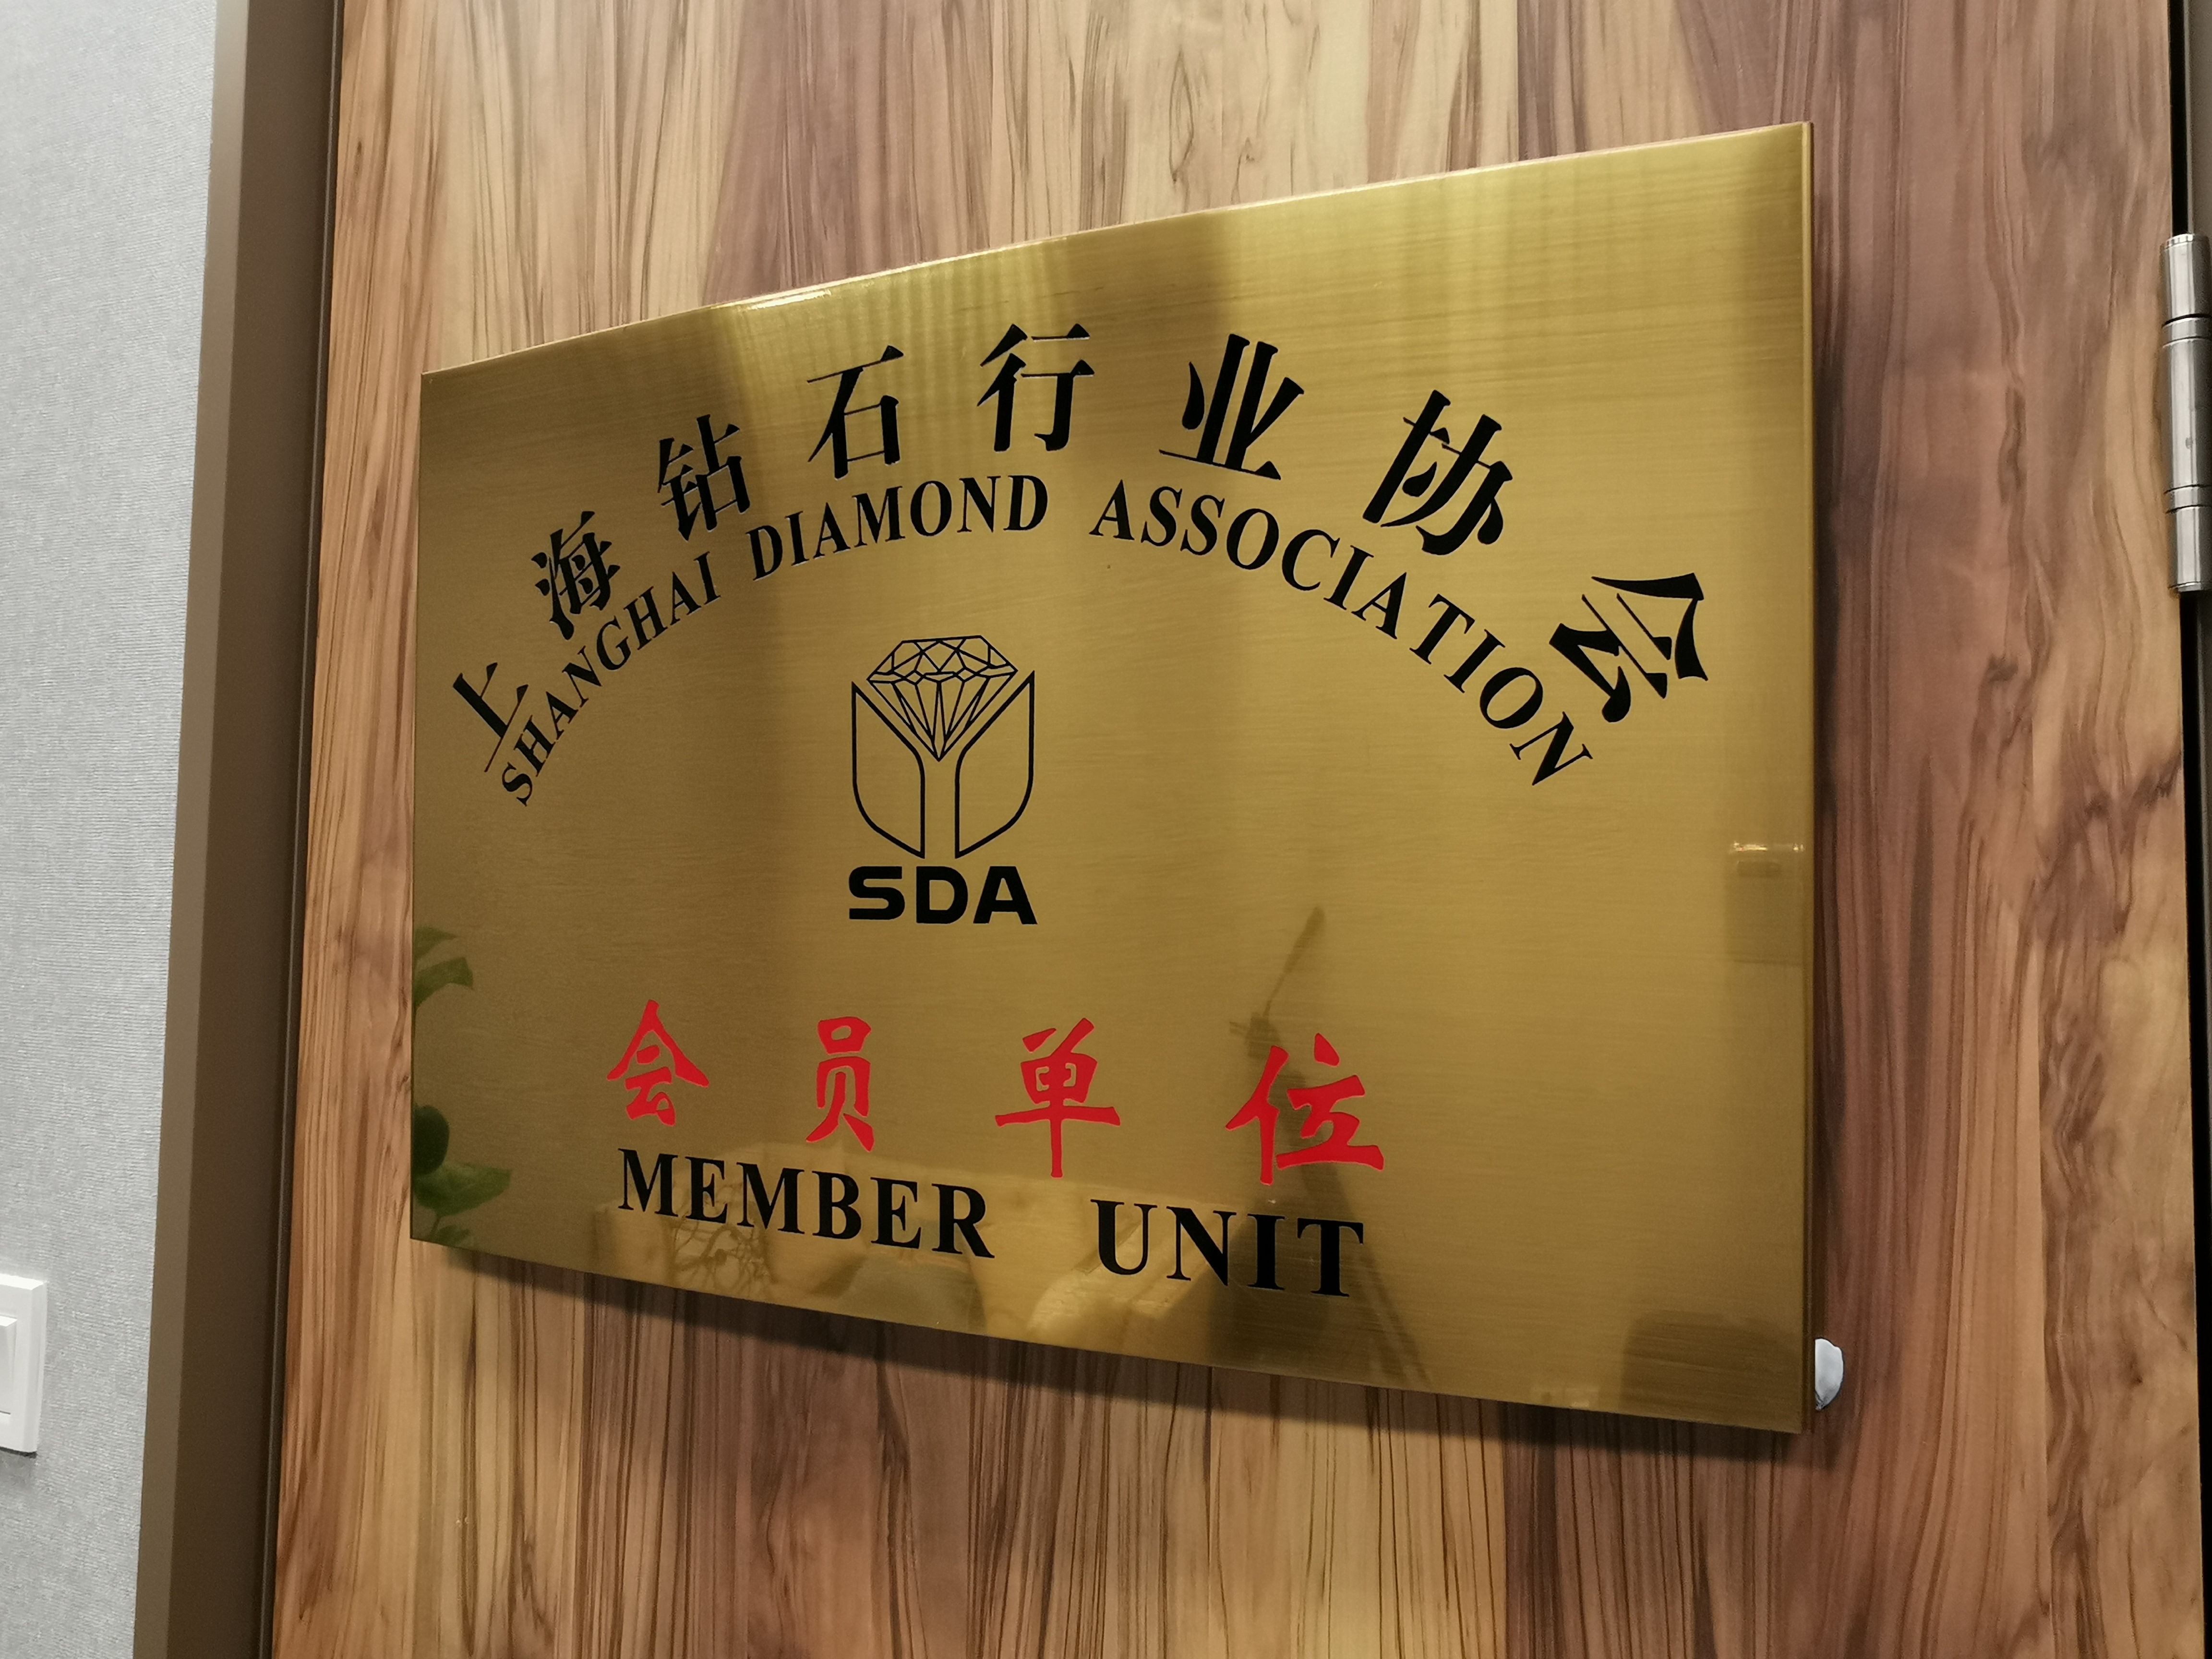 上海钻石行业协会
SHANGHAI DIAMOND ASSOCIATION
SDA
会员单位
MEMBER UNIT